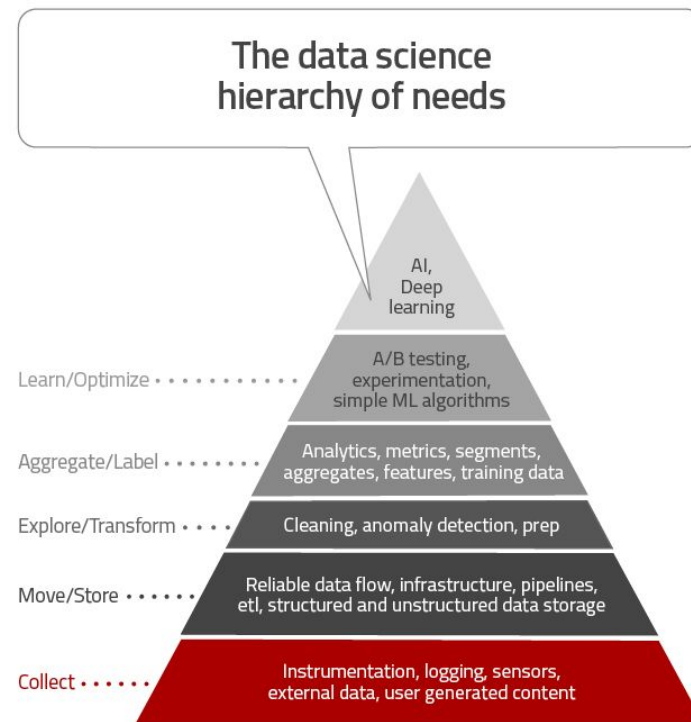 The data science
hierarchy of needs
AI,
Deep
learning
Learn/Optimize
A/B testing,
experimentation,
simple ML algorithms
Aggregate/Label
Analytics, metrics, segments,
aggregates, features, training data
Explore/Transform
Cleaning, anomaly detection, prep
Move/Store
Reliable data flow, infrastructure, pipelines,
etl, structured and unstructured data storage
Collect
Instrumentation, logging, sensors,
external data, user generated content